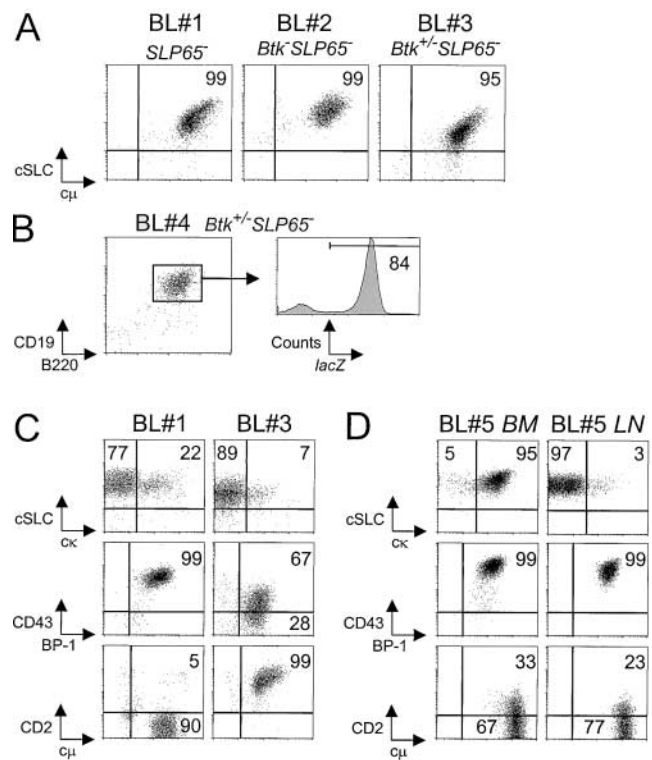 A
BL#1 BL#2 BL#3
SLP65⁻ Btk⁻SLP65⁻ Btk⁺/⁻SLP65⁻
99 99 95
cSLC
cμ
B
BL#4 Btk⁺/⁻SLP65⁻
84
CD19
B220
Counts
lacZ
C
BL#1 BL#3
77 22 89 7
cSLC
cκ
99 67
28
CD43
BP-1
5 99
90
CD2
cμ
D
BL#5 BM BL#5 LN
5 95 97 3
cSLC
cκ
99 99
CD43
BP-1
33 23
67 77
CD2
cμ